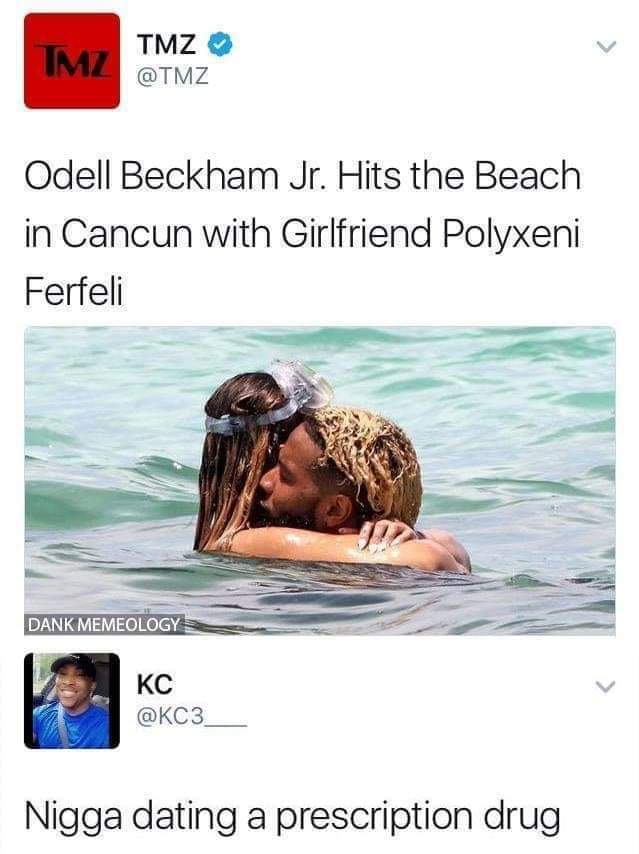 TMZ
TMZ
@TMZ
Odell Beckham Jr. Hits the Beach
in Cancun with Girlfriend Polyxeni
Ferfeli
DANK MEMEOLOGY
KC
@KC3___
Nigga dating a prescription drug